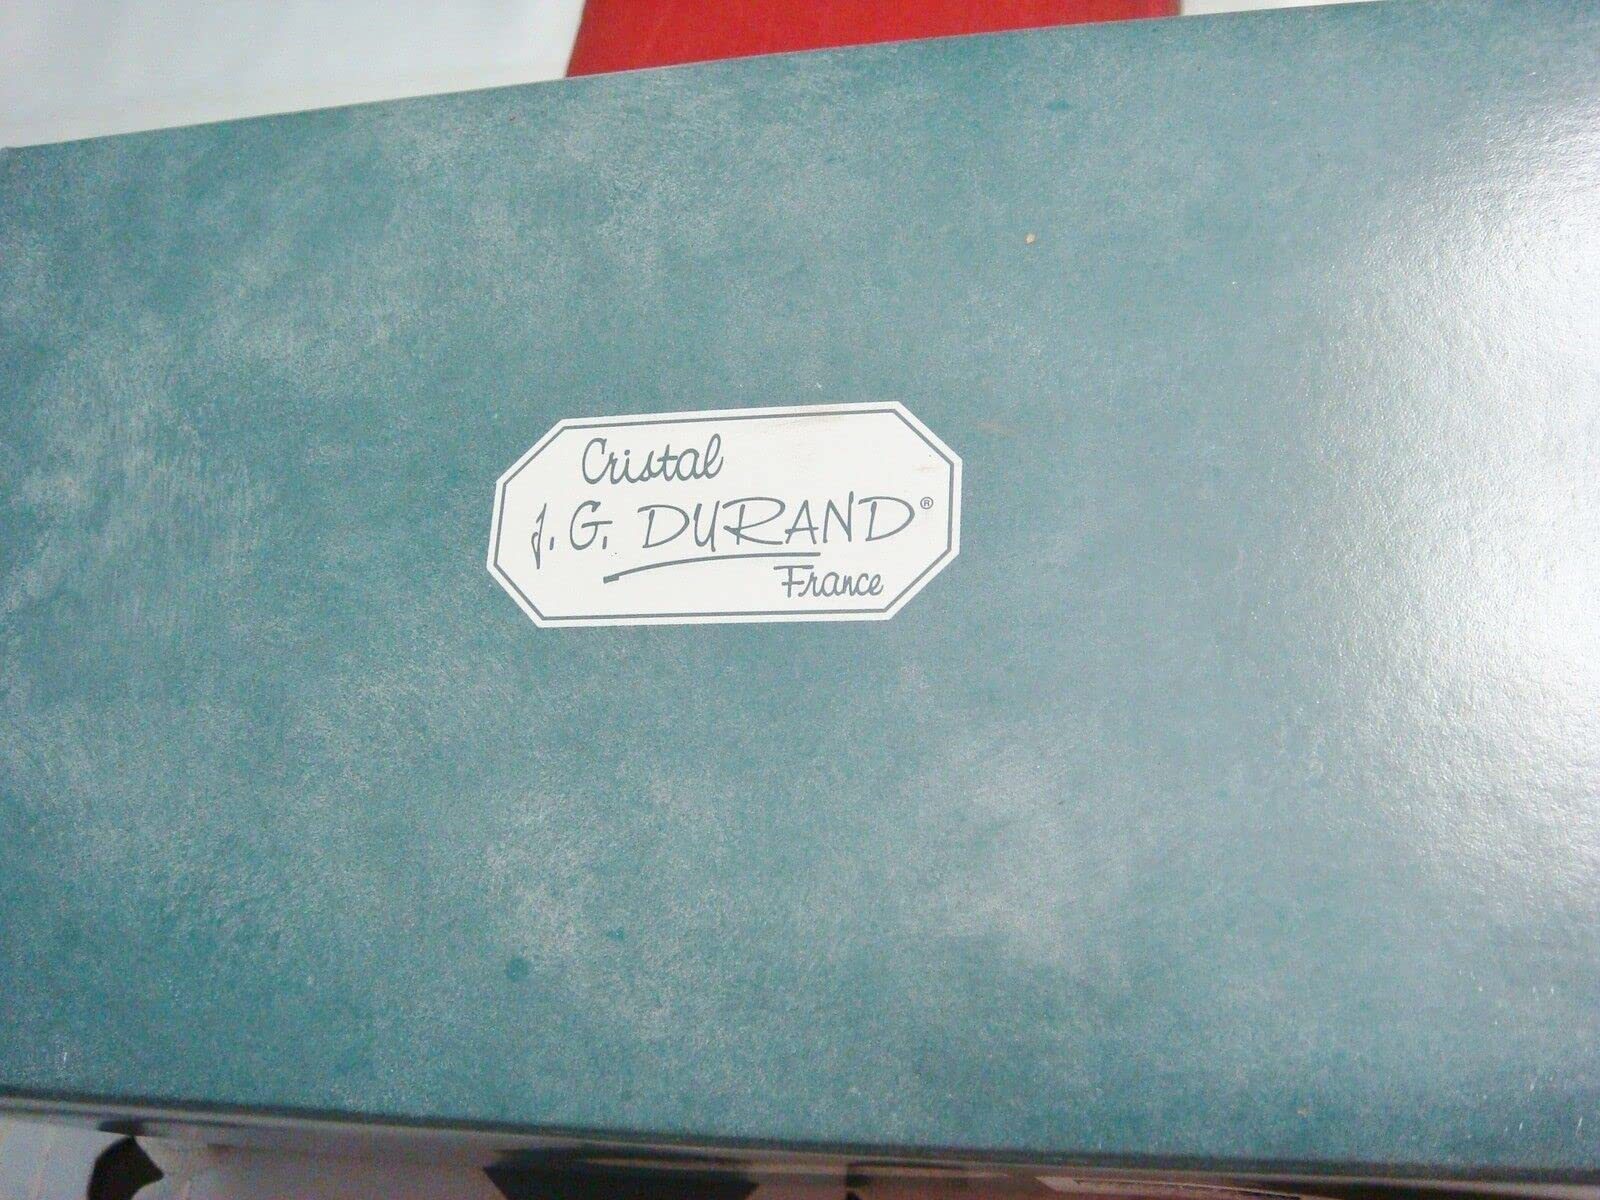 Cristal
J. G. DURAND®
France